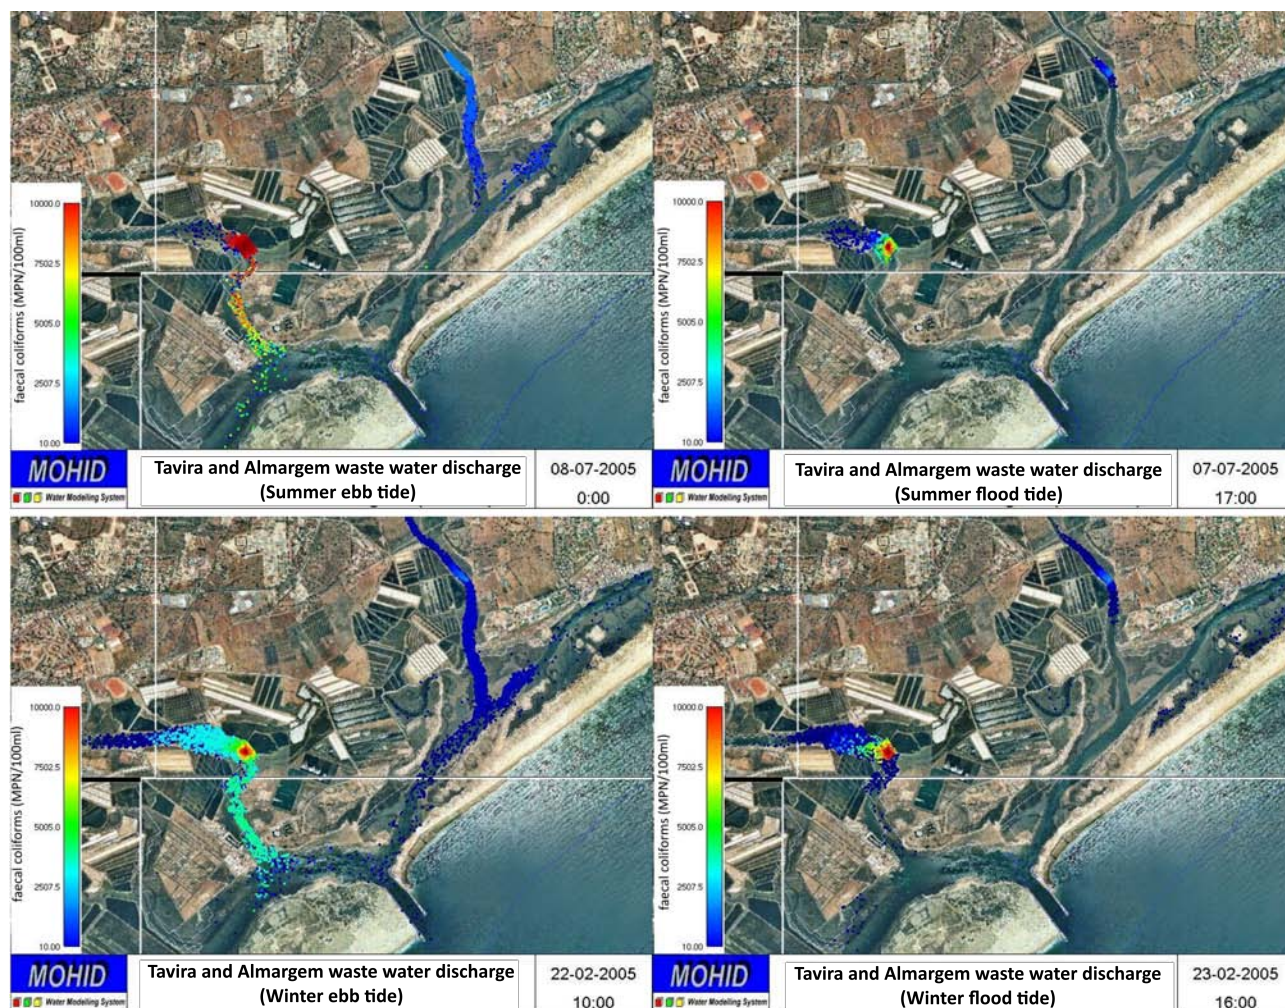 10000.0
7502.5
5005.0
2507.5
10.00
faecal coliforms (MPN/100ml)
MOHID
Water Modelling System
Tavira and Almargem waste water discharge
(Summer ebb tide)
08-07-2005
0:00
10000.0
7502.5
5005.0
2507.5
10.00
faecal coliforms (MPN/100ml)
MOHID
Water Modelling System
Tavira and Almargem waste water discharge
(Summer flood tide)
07-07-2005
17:00
10000.0
7502.5
5005.0
2507.5
10.00
faecal coliforms (MPN/100ml)
MOHID
Water Modelling System
Tavira and Almargem waste water discharge
(Winter ebb tide)
22-02-2005
10:00
10000.0
7502.5
5005.0
2507.5
10.00
faecal coliforms (MPN/100ml)
MOHID
Water Modelling System
Tavira and Almargem waste water discharge
(Winter flood tide)
23-02-2005
16:00